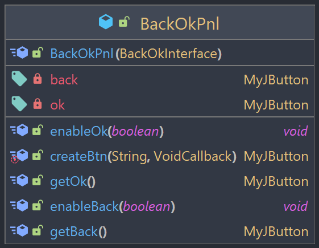 BackOkPnl
BackOkPnl(BackOkInterface)
back MyJButton
ok MyJButton
enableOk(boolean) void
createBtn(String, VoidCallback) MyJButton
getOk() MyJButton
enableBack(boolean) void
getBack() MyJButton